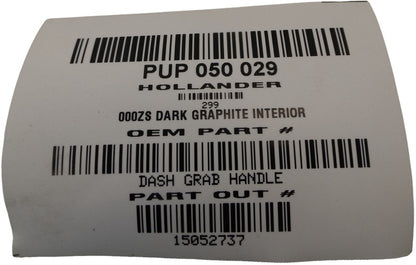 PUP 050 029
HOLLANDER
299
000ZS DARK GRAPHITE INTERIOR
OEM PART #
DASH GRAB HANDLE
PART OUT #
15052737